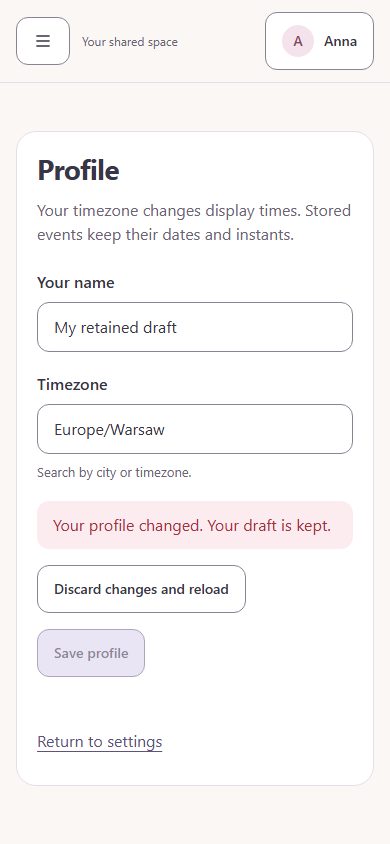 Your shared space
A
Anna
Profile
Your timezone changes display times. Stored
events keep their dates and instants.
Your name
My retained draft
Timezone
Europe/Warsaw
Search by city or timezone.
Your profile changed. Your draft is kept.
Discard changes and reload
Save profile
Return to settings